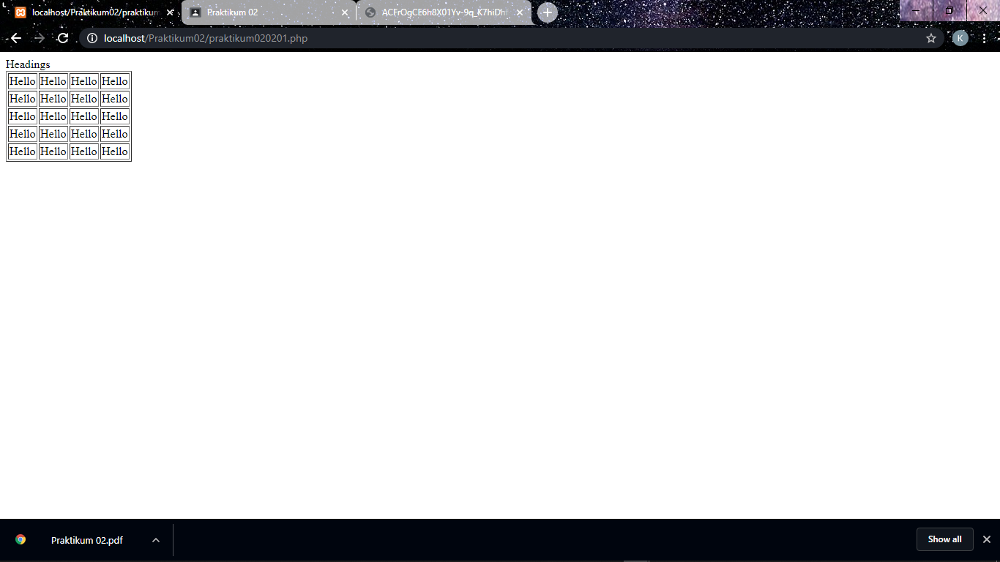 localhost/Praktikum02/praktikum
Praktikum 02
ACFrOgCE6h8X01Yv-9q_K7hiDhf
localhost/Praktikum02/praktikum020201.php
K
Headings
Hello Hello Hello Hello
Hello Hello Hello Hello
Hello Hello Hello Hello
Hello Hello Hello Hello
Hello Hello Hello Hello
Praktikum 02.pdf
Show all